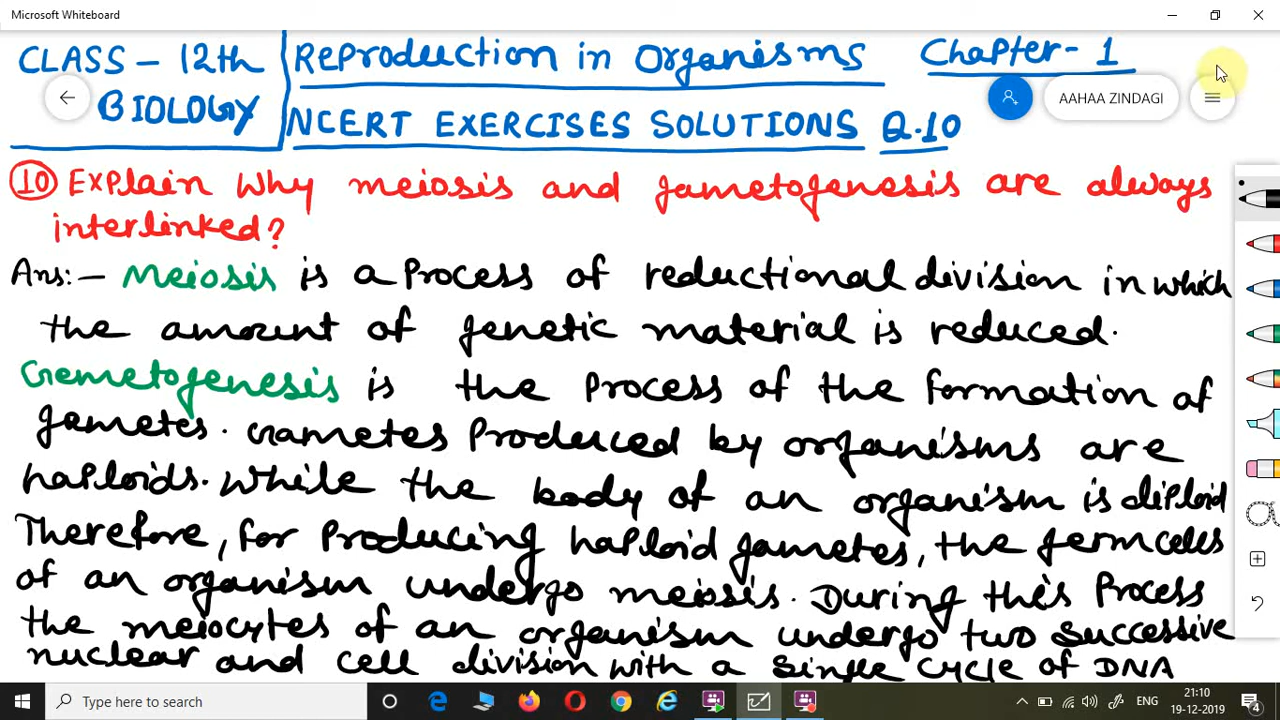 Microsoft Whiteboard
CLASS - 12th
BIOLOGY
Reproduction in Organisms Chapter - 1
AAHAA ZINDAGI
NCERT EXERCISES SOLUTIONS Q.10
10 Explain why meiosis and gametogenesis are always
interlinked?
Ans:- Meiosis is a Process of reductional division in which
the amount of genetic material is reduced.
Gemetogenesis is the Process of the formation of
gametes. Gametes Produced by organisms are
haploids. While the body of an organism is diploid
Therefore, for Producing haploid gametes, the germ cells
of an organism undergo meiosis. During this Process
the meiocytes of an organism undergo two successive
nuclear and cell division with a single cycle of DNA
Type here to search
ENG
21:10
19-12-2019
4